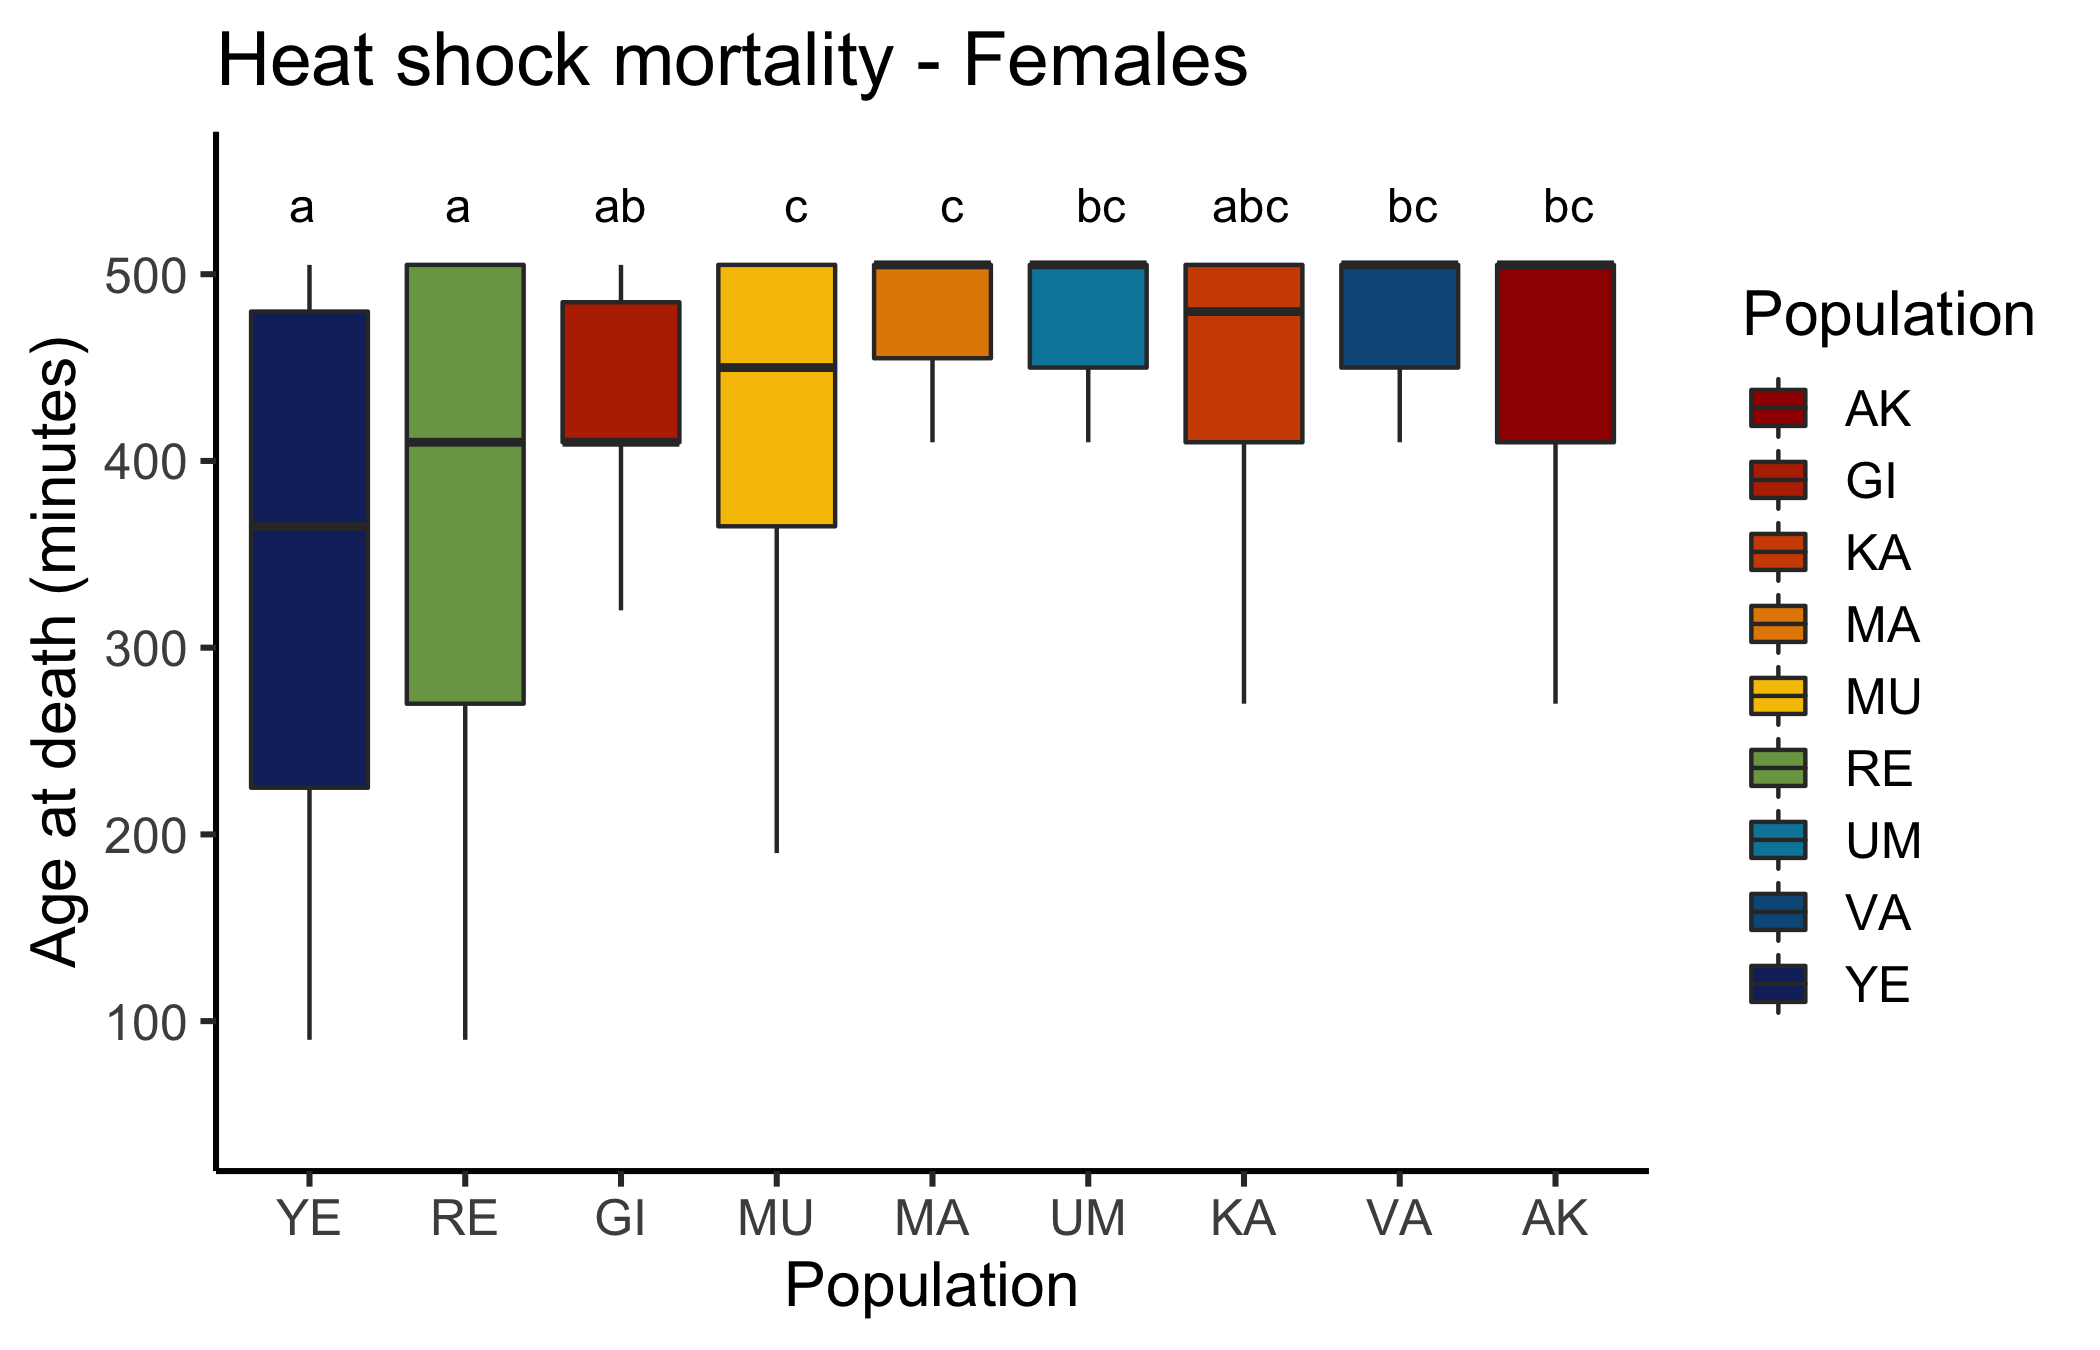 Heat shock mortality - Females
a a ab c c bc abc bc bc
500
400
300
200
100
Age at death (minutes)
YE RE GI MU MA UM KA VA AK
Population
Population
AK
GI
KA
MA
MU
RE
UM
VA
YE